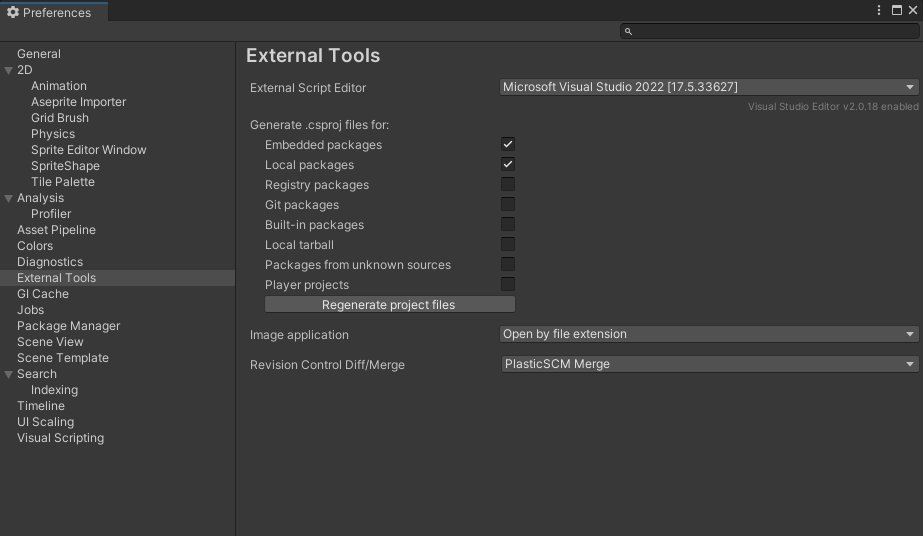 Preferences
General
2D
Animation
Aseprite Importer
Grid Brush
Physics
Sprite Editor Window
SpriteShape
Tile Palette
Analysis
Profiler
Asset Pipeline
Colors
Diagnostics
External Tools
GI Cache
Jobs
Package Manager
Scene View
Scene Template
Search
Indexing
Timeline
UI Scaling
Visual Scripting
External Tools
External Script Editor Microsoft Visual Studio 2022 [17.5.33627]
Visual Studio Editor v2.0.18 enabled
Generate .csproj files for:
Embedded packages
Local packages
Registry packages
Git packages
Built-in packages
Local tarball
Packages from unknown sources
Player projects
Regenerate project files
Image application Open by file extension
Revision Control Diff/Merge PlasticSCM Merge